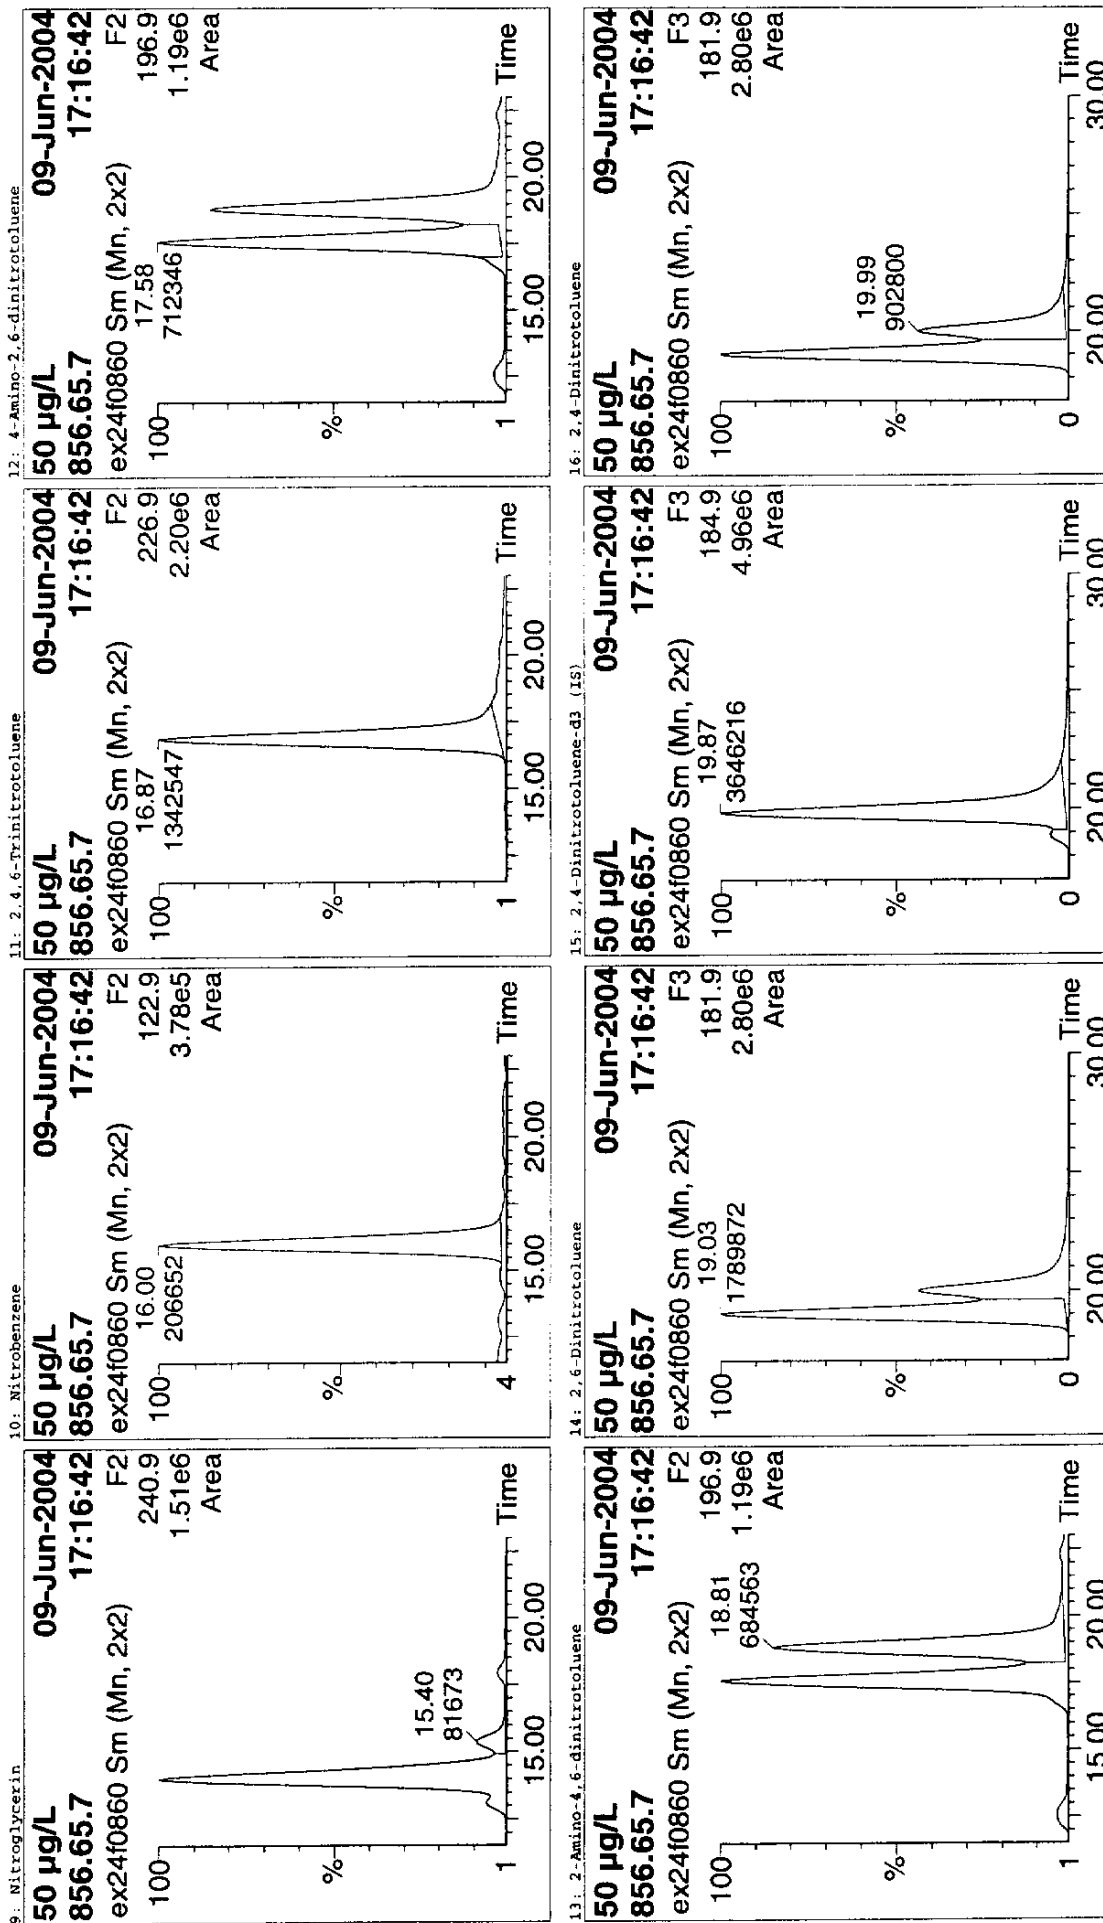 9: Nitroglycerin
50 µg/L 09-Jun-2004
856.65.7 17:16:42
ex24f0860 Sm (Mn, 2x2) F2
240.9
1.51e6
Area
100
%
1
15.40
81673
15.00 20.00 Time
10: Nitrobenzene
50 µg/L 09-Jun-2004
856.65.7 17:16:42
ex24f0860 Sm (Mn, 2x2) F2
122.9
3.78e5
Area
16.00
206652
100
%
4
15.00 20.00 Time
11: 2,4,6-Trinitrotoluene
50 µg/L 09-Jun-2004
856.65.7 17:16:42
ex24f0860 Sm (Mn, 2x2) F2
226.9
2.20e6
Area
16.87
1342547
100
%
1
15.00 20.00 Time
12: 4-Amino-2,6-dinitrotoluene
50 µg/L 09-Jun-2004
856.65.7 17:16:42
ex24f0860 Sm (Mn, 2x2) F2
196.9
1.19e6
Area
17.58
712346
100
%
1
15.00 20.00 Time
13: 2-Amino-4,6-dinitrotoluene
50 µg/L 09-Jun-2004
856.65.7 17:16:42
ex24f0860 Sm (Mn, 2x2) F2
196.9
1.19e6
Area
18.81
684563
100
%
1
15.00 20.00 Time
14: 2,6-Dinitrotoluene
50 µg/L 09-Jun-2004
856.65.7 17:16:42
ex24f0860 Sm (Mn, 2x2) F3
181.9
2.80e6
Area
19.03
1789872
100
%
0
20.00 30.00 Time
15: 2,4-Dinitrotoluene-d3 (IS)
50 µg/L 09-Jun-2004
856.65.7 17:16:42
ex24f0860 Sm (Mn, 2x2) F3
184.9
4.96e6
Area
19.87
3646216
100
%
0
20.00 30.00 Time
16: 2,4-Dinitrotoluene
50 µg/L 09-Jun-2004
856.65.7 17:16:42
ex24f0860 Sm (Mn, 2x2) F3
181.9
2.80e6
Area
19.99
902800
100
%
0
20.00 30.00 Time